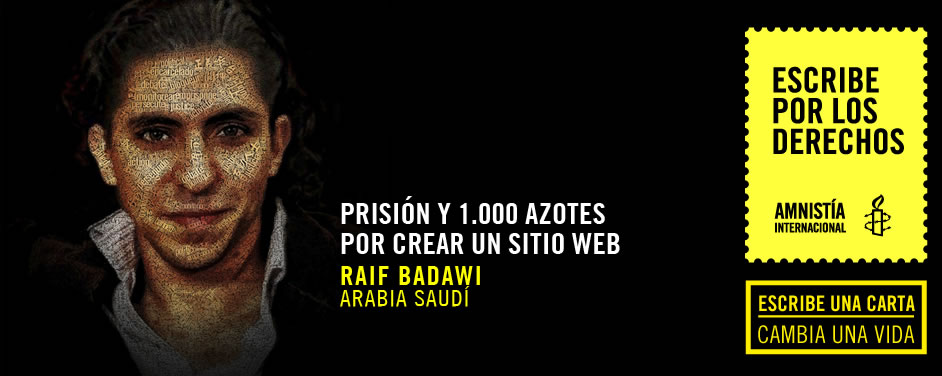 PRISIÓN Y 1.000 AZOTES
POR CREAR UN SITIO WEB
RAIF BADAWI
ARABIA SAUDÍ
ESCRIBE
POR LOS
DERECHOS
AMNISTÍA
INTERNACIONAL
ESCRIBE UNA CARTA
CAMBIA UNA VIDA